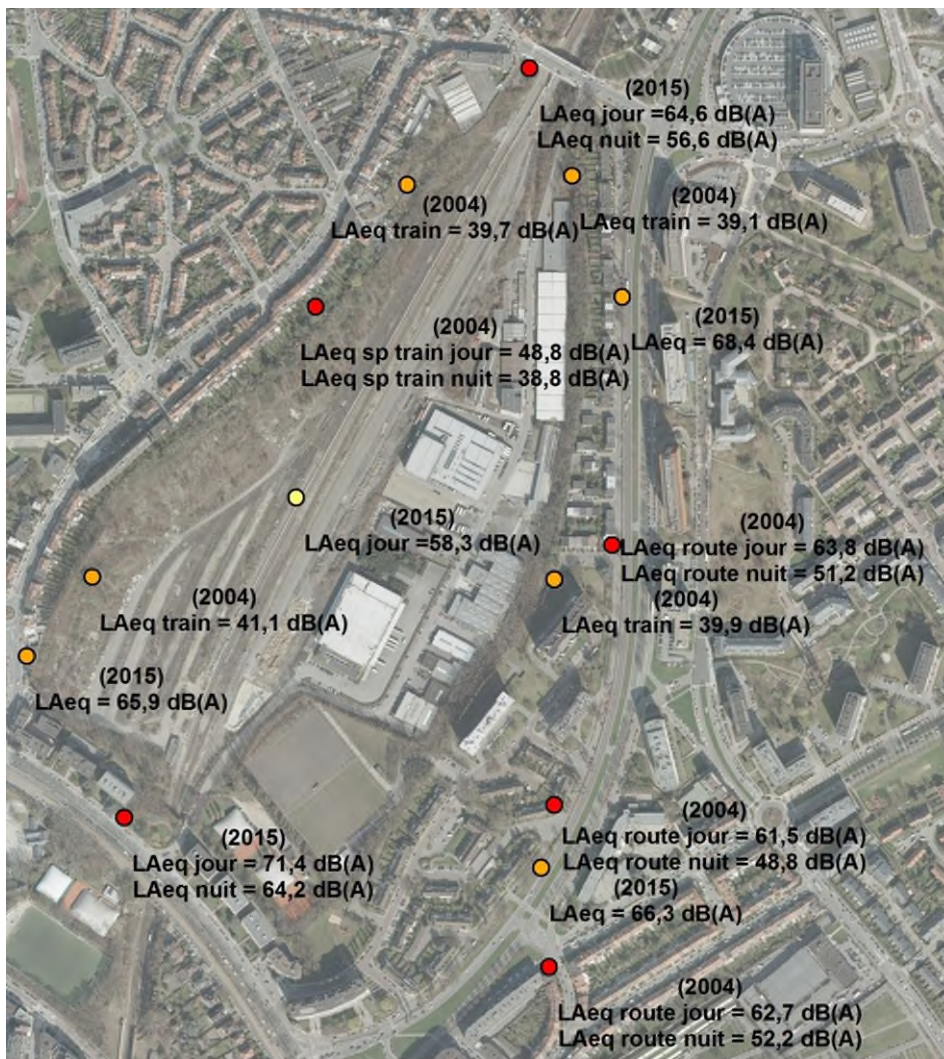 (2015)
LAeq jour =64,6 dB(A)
LAeq nuit = 56,6 dB(A)
(2004)
LAeq train = 39,7 dB(A)
(2004)
LAeq train = 39,1 dB(A)
(2004)
LAeq sp train jour = 48,8 dB(A)
LAeq sp train nuit = 38,8 dB(A)
(2015)
LAeq = 68,4 dB(A)
(2015)
LAeq jour =58,3 dB(A)
(2004)
LAeq route jour = 63,8 dB(A)
LAeq route nuit = 51,2 dB(A)
(2004)
LAeq train = 39,9 dB(A)
(2004)
LAeq train = 41,1 dB(A)
(2015)
LAeq = 65,9 dB(A)
(2015)
LAeq jour = 71,4 dB(A)
LAeq nuit = 64,2 dB(A)
(2004)
LAeq route jour = 61,5 dB(A)
LAeq route nuit = 48,8 dB(A)
(2015)
LAeq = 66,3 dB(A)
(2004)
LAeq route jour = 62,7 dB(A)
LAeq route nuit = 52,2 dB(A)